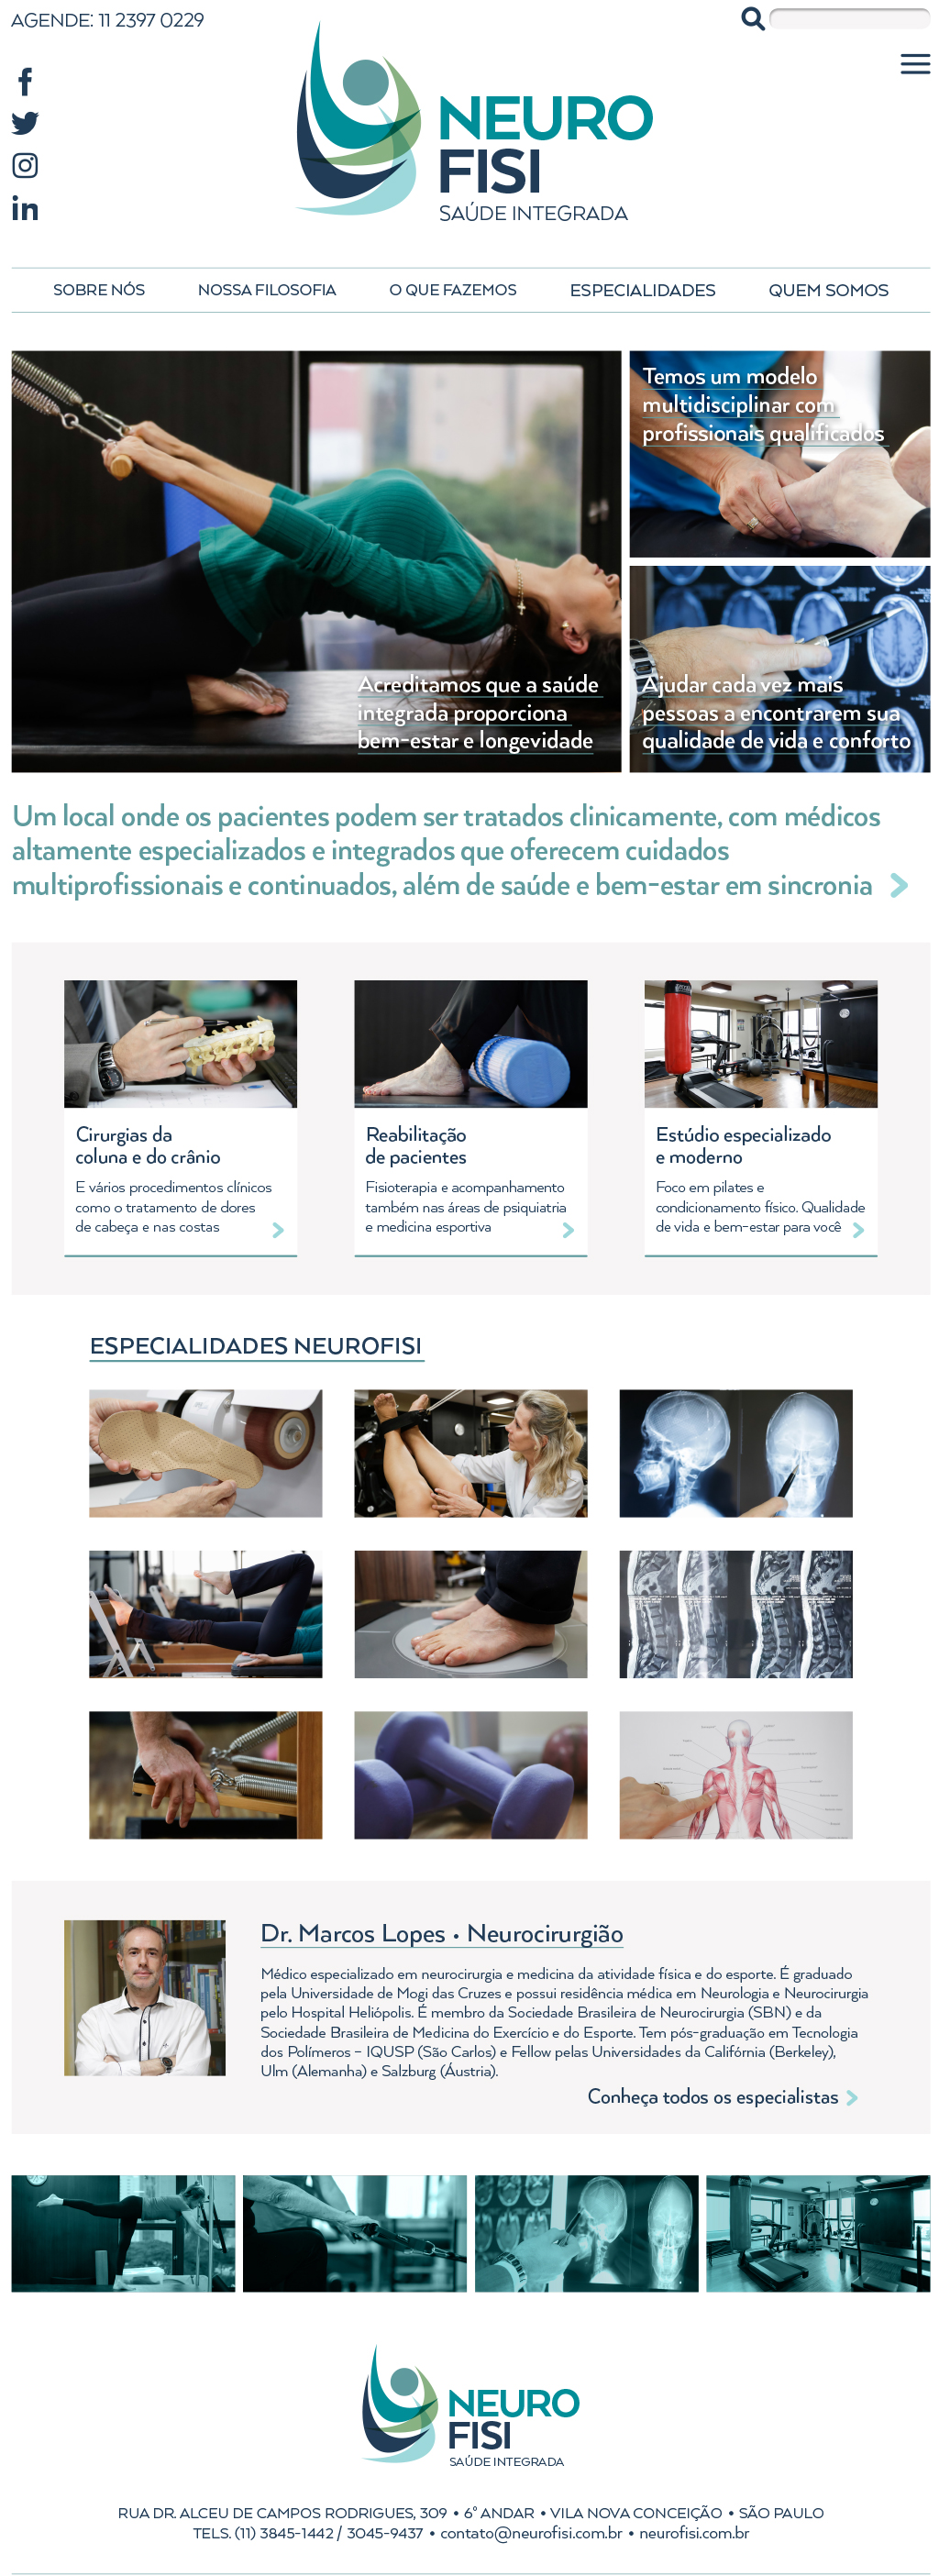 AGENDE: 11 2397 0229
NEURO
FISI
SAÚDE INTEGRADA
SOBRE NÓS NOSSA FILOSOFIA O QUE FAZEMOS ESPECIALIDADES QUEM SOMOS
Temos um modelo
multidisciplinar com
profissionais qualificados
Acreditamos que a saúde
integrada proporciona
bem-estar e longevidade
Ajudar cada vez mais
pessoas a encontrarem sua
qualidade de vida e conforto
Um local onde os pacientes podem ser tratados clinicamente, com médicos
altamente especializados e integrados que oferecem cuidados
multiprofissionais e continuados, além de saúde e bem-estar em sincronia
Cirurgias da
coluna e do crânio
E vários procedimentos clínicos
como o tratamento de dores
de cabeça e nas costas
Reabilitação
de pacientes
Fisioterapia e acompanhamento
também nas áreas de psiquiatria
e medicina esportiva
Estúdio especializado
e moderno
Foco em pilates e
condicionamento físico. Qualidade
de vida e bem-estar para você
ESPECIALIDADES NEUROFISI
Dr. Marcos Lopes • Neurocirurgião
Médico especializado em neurocirurgia e medicina da atividade física e do esporte. É graduado
pela Universidade de Mogi das Cruzes e possui residência médica em Neurologia e Neurocirurgia
pelo Hospital Heliópolis. É membro da Sociedade Brasileira de Neurocirurgia (SBN) e da
Sociedade Brasileira de Medicina do Exercício e do Esporte. Tem pós-graduação em Tecnologia
dos Polímeros – IQUSP (São Carlos) e Fellow pelas Universidades da Califórnia (Berkeley),
Ulm (Alemanha) e Salzburg (Áustria).
Conheça todos os especialistas
NEURO
FISI
SAÚDE INTEGRADA
RUA DR. ALCEU DE CAMPOS RODRIGUES, 309 • 6º ANDAR • VILA NOVA CONCEIÇÃO • SÃO PAULO
TELS. (11) 3845-1442 / 3045-9437 • contato@neurofisi.com.br • neurofisi.com.br